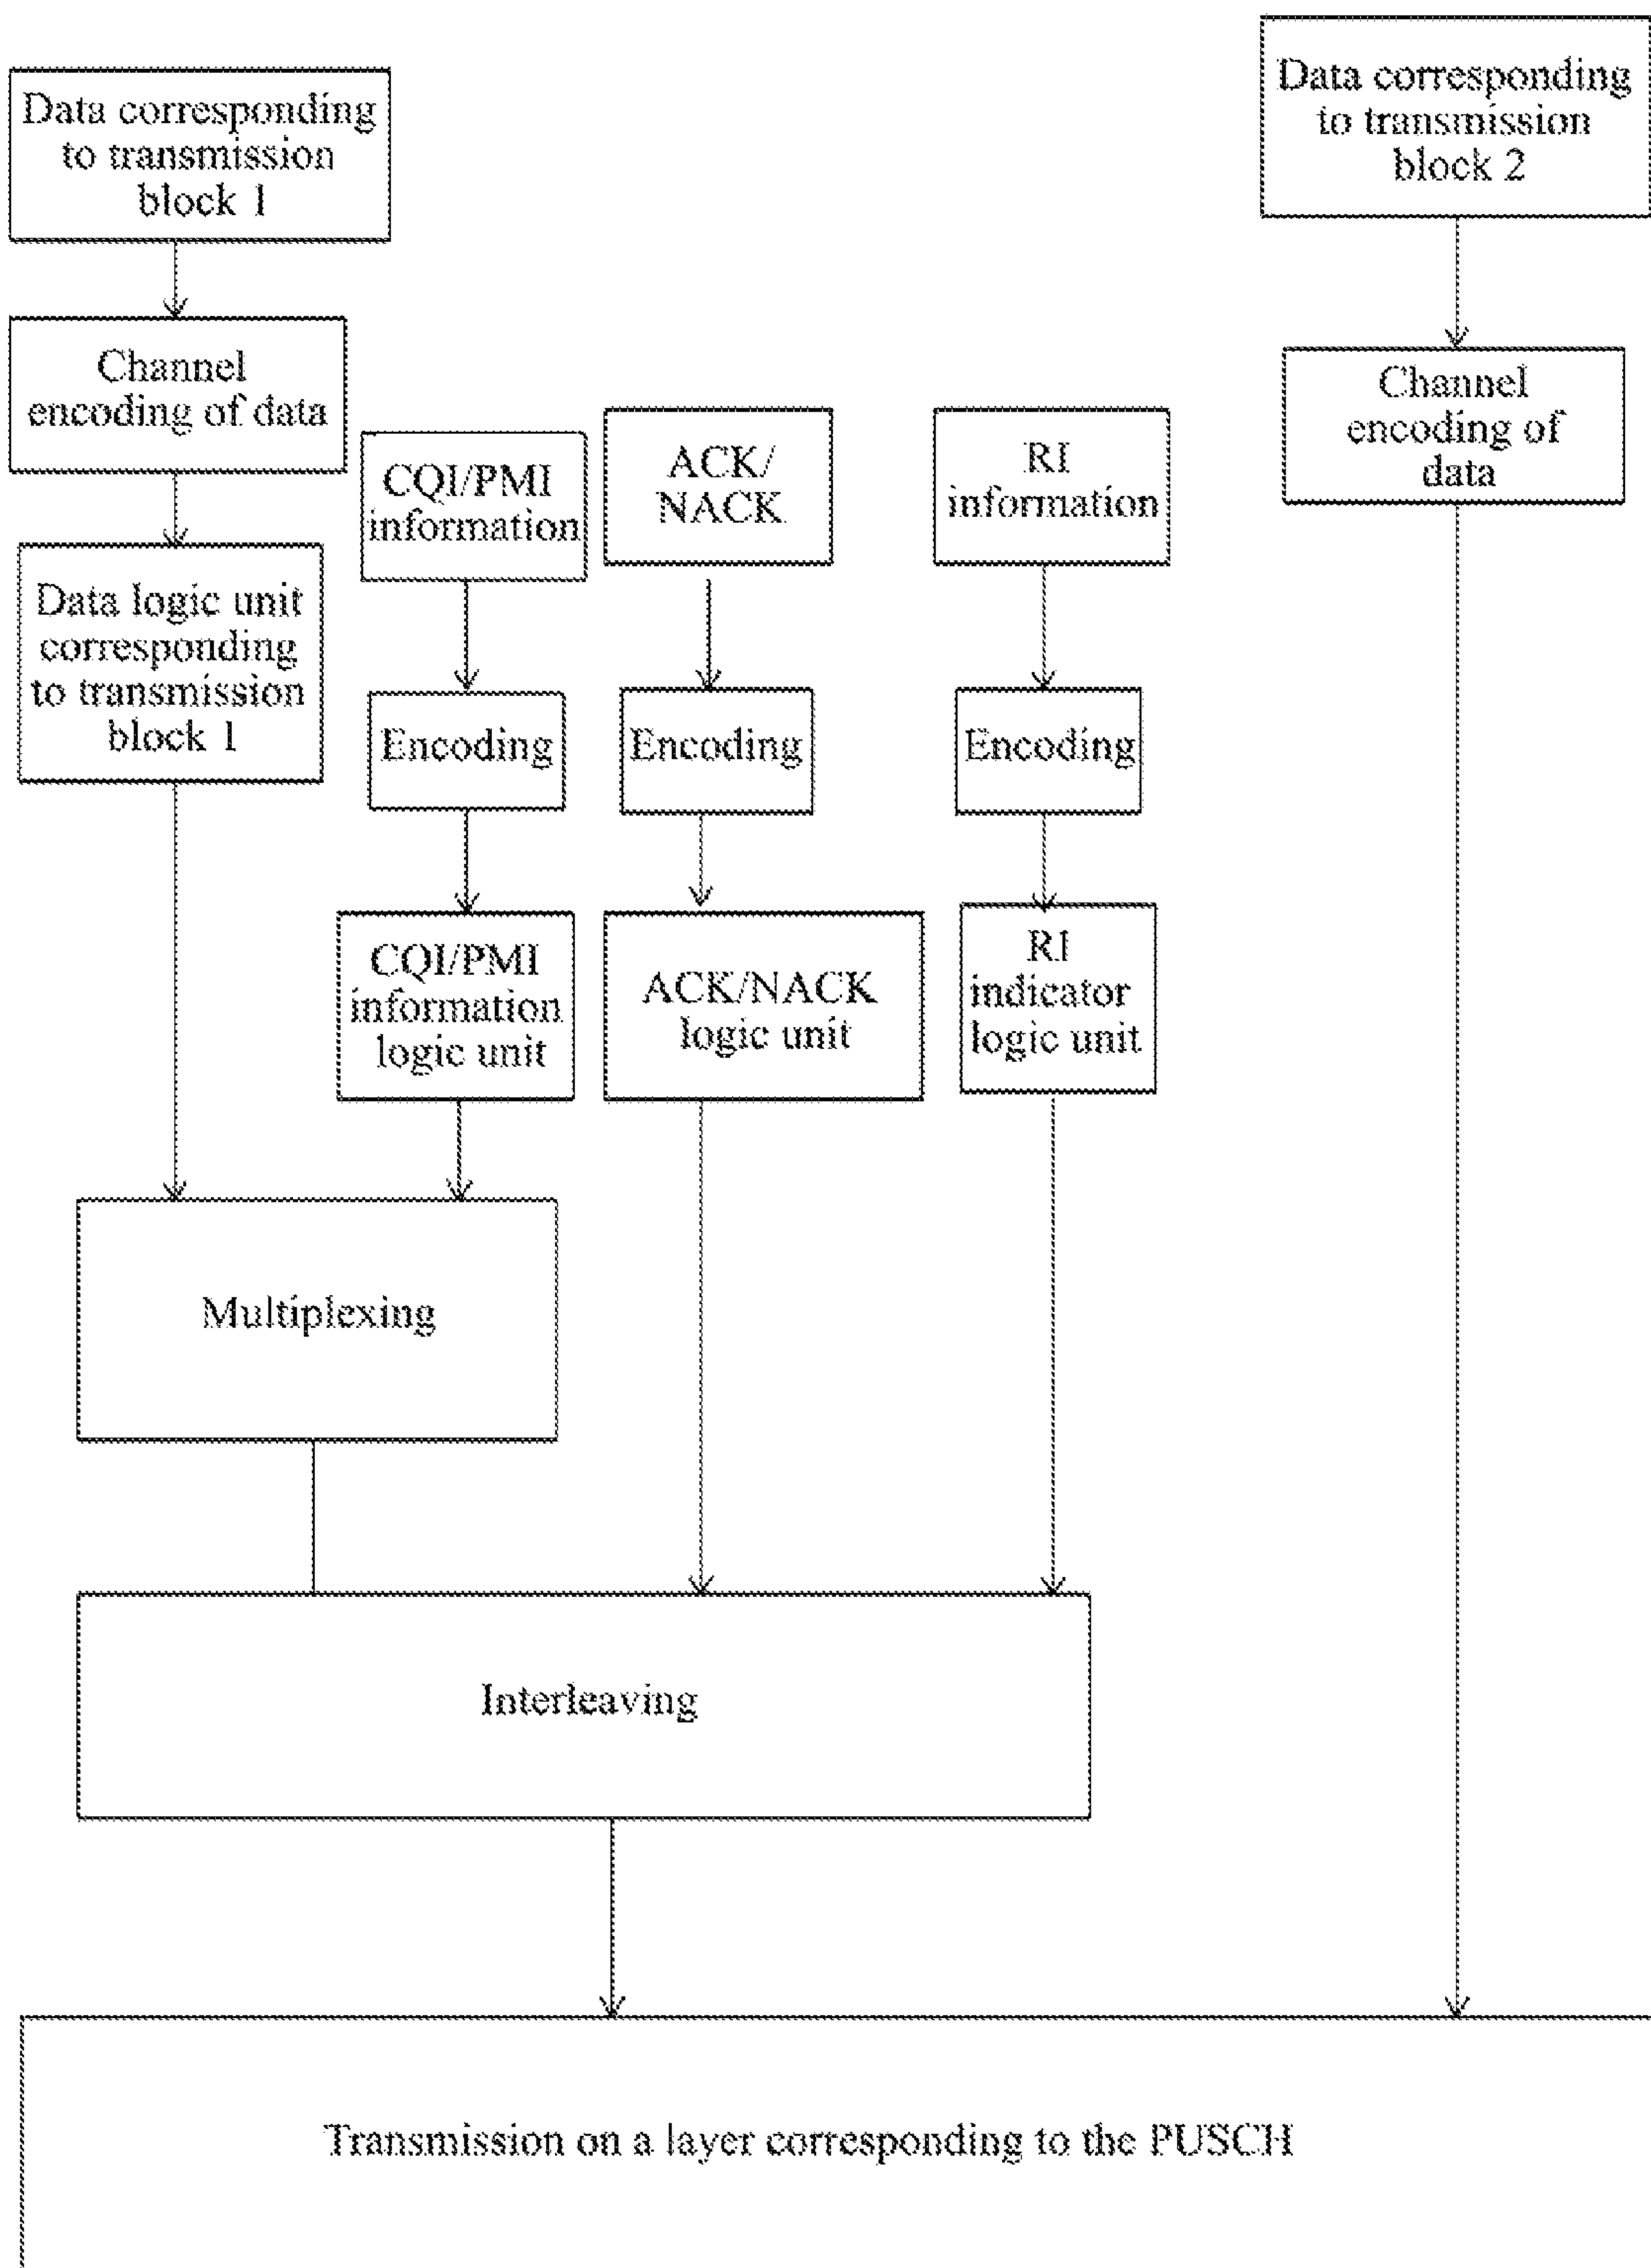 Data corresponding
to transmission
block 1
Data corresponding
to transmission
block 2
Channel
encoding of data
Channel
encoding of
data
CQI/PMI
information
ACK/
NACK
RI
information
Data logic unit
corresponding
to transmission
block 1
Encoding
Encoding
Encoding
CQI/PMI
information
logic unit
ACK/NACK
logic unit
RI
indicator
logic unit
Multiplexing
Interleaving
Transmission on a layer corresponding to the PUSCH